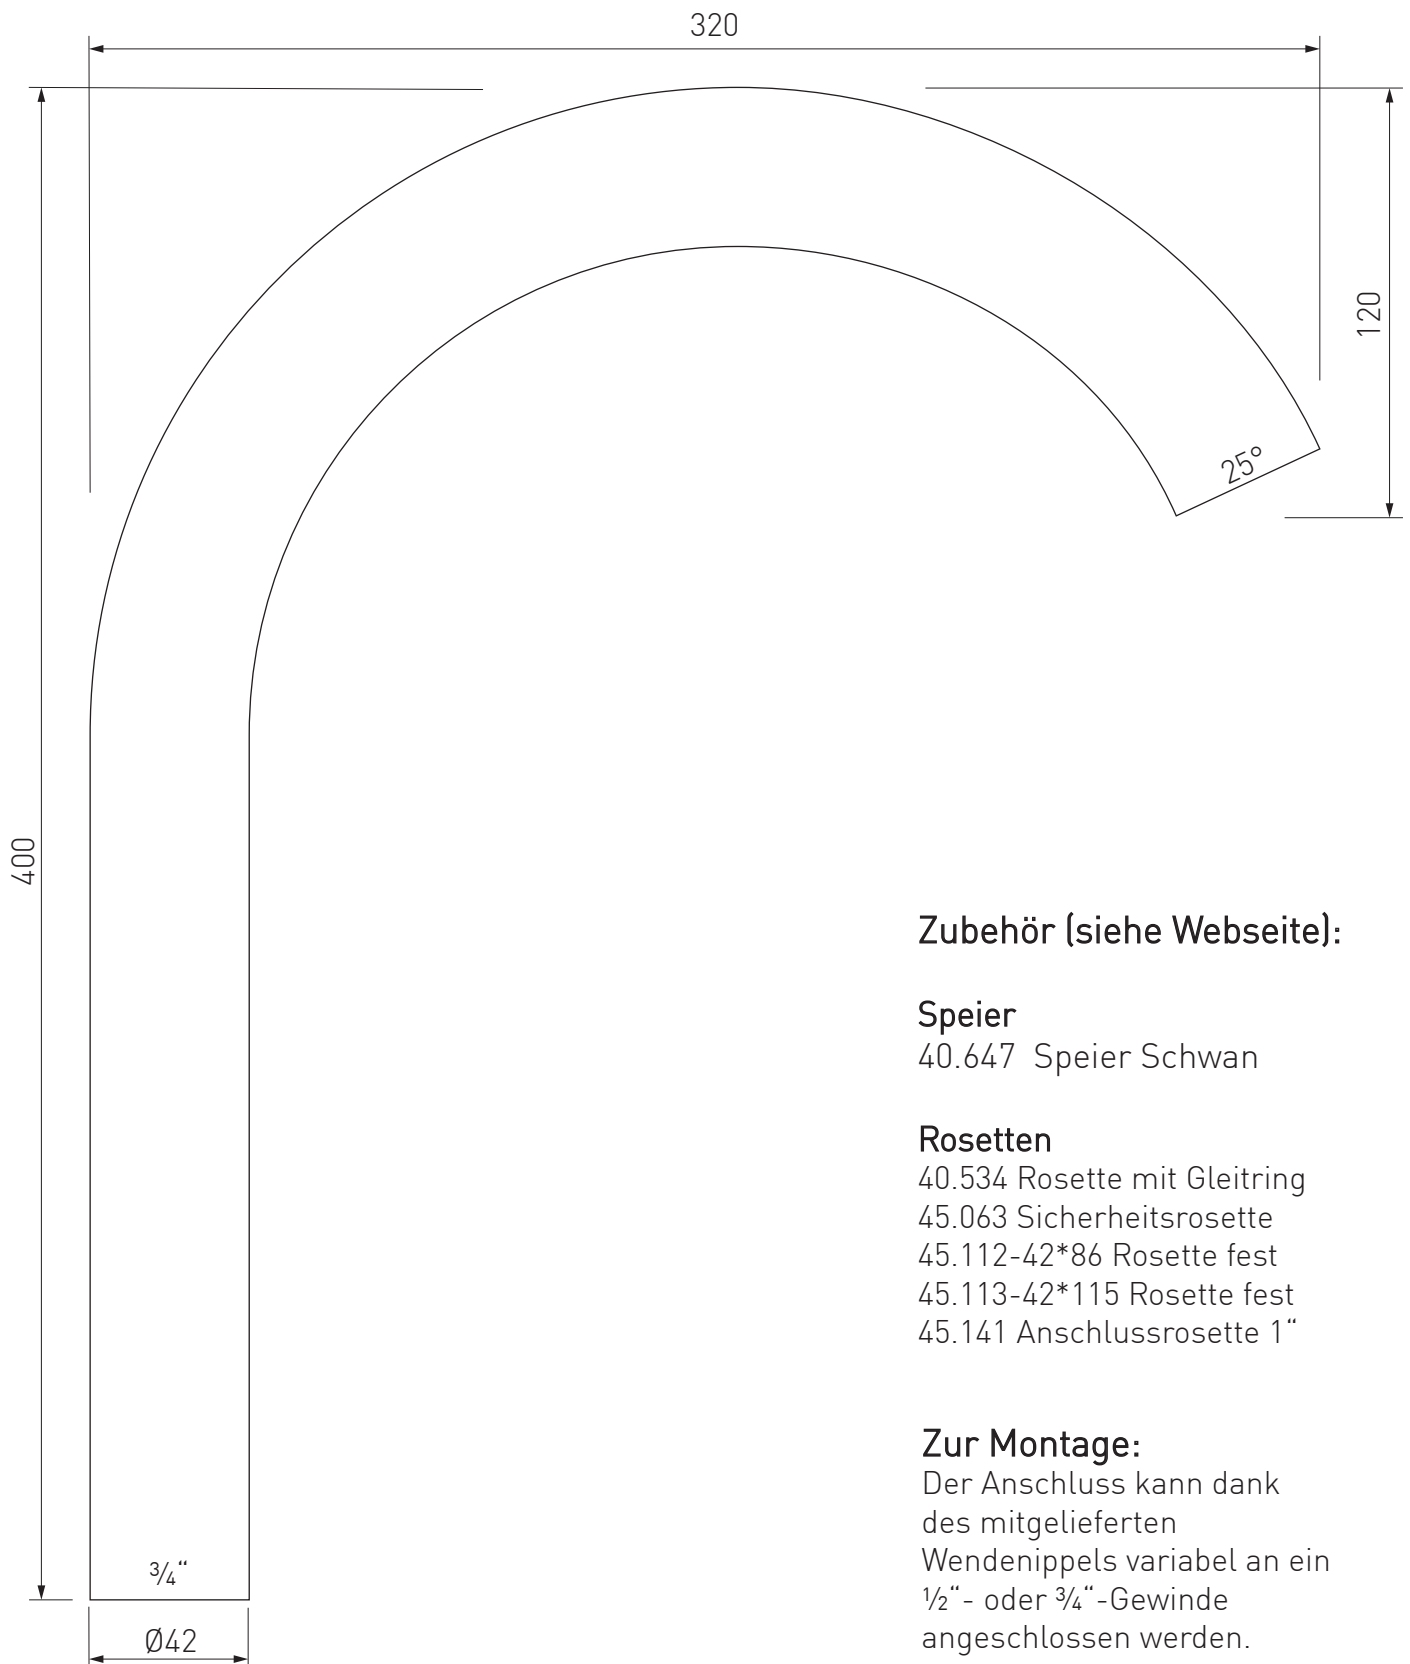 320
120
25°
400
Zubehör (siehe Webseite):
Speier
40.647 Speier Schwan
Rosetten
40.534 Rosette mit Gleitring
45.063 Sicherheitsrosette
45.112-42*86 Rosette fest
45.113-42*115 Rosette fest
45.141 Anschlussrosette 1“
Zur Montage:
Der Anschluss kann dank
des mitgelieferten
Wendenippels variabel an ein
½“- oder ¾“-Gewinde
angeschlossen werden.
¾“
Ø42